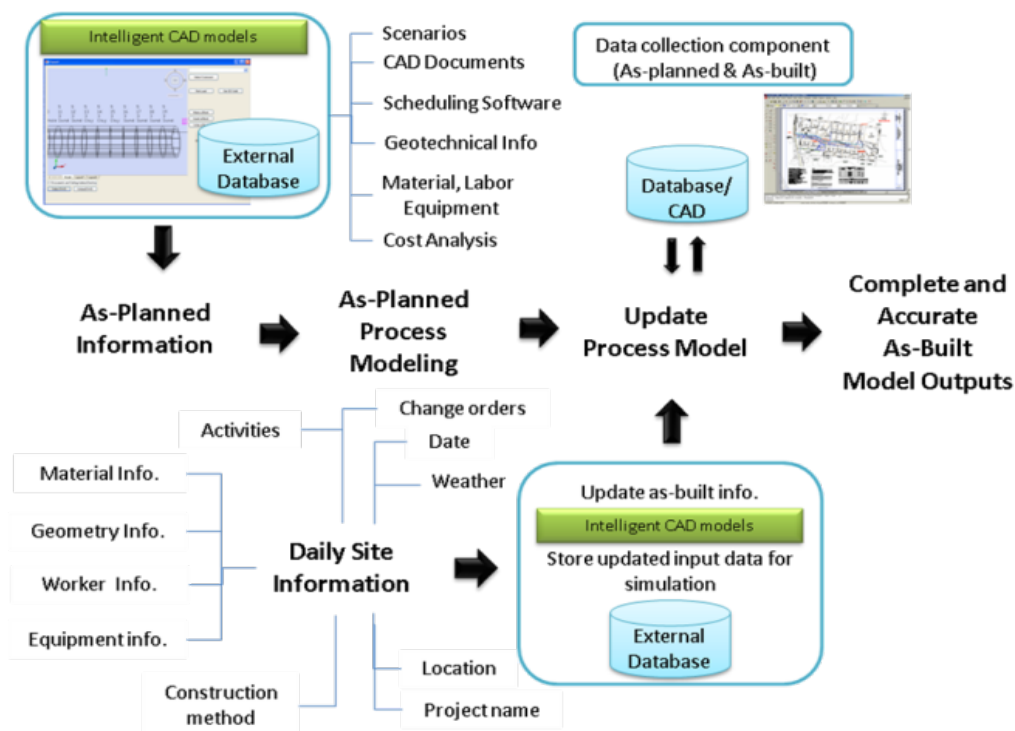 Intelligent CAD models
External
Database
Scenarios
CAD Documents
Scheduling Software
Geotechnical Info
Material, Labor
Equipment
Cost Analysis
Data collection component
(As-planned & As-built)
Database/
CAD
As-Planned
Information
As-Planned
Process
Modeling
Update
Process Model
Complete and
Accurate
As-Built
Model Outputs
Activities
Change orders
Date
Weather
Material Info.
Geometry Info.
Worker Info.
Equipment info.
Daily Site
Information
Construction
method
Location
Project name
Update as-built info.
Intelligent CAD models
Store updated input data for
simulation
External
Database